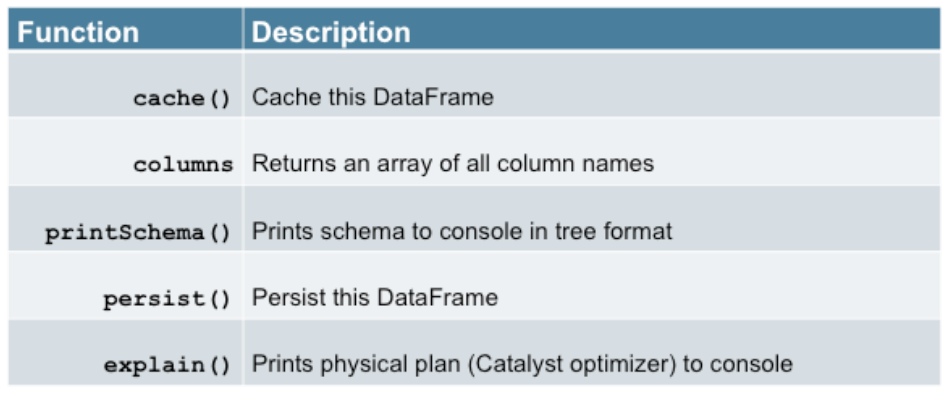 Function Description
cache() Cache this DataFrame
columns Returns an array of all column names
printSchema() Prints schema to console in tree format
persist() Persist this DataFrame
explain() Prints physical plan (Catalyst optimizer) to console